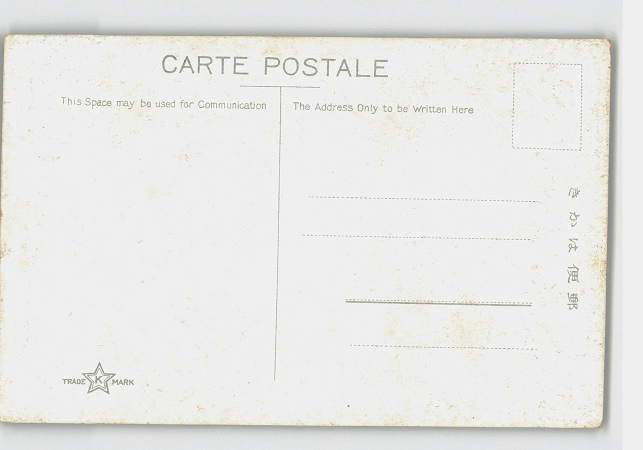 CARTE POSTALE
This Space may be used for Communication
The Address Only to be Written Here
きかは便郵
TRADE K MARK